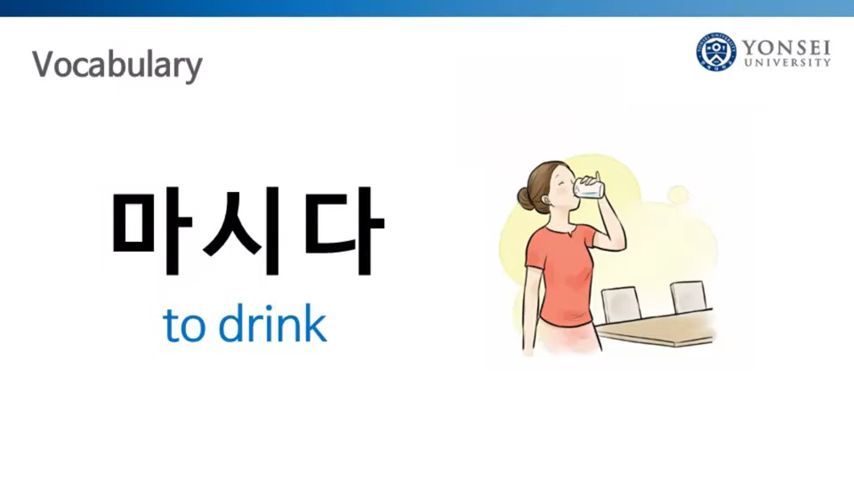 Vocabulary
YONSEI
UNIVERSITY
마시다
to drink